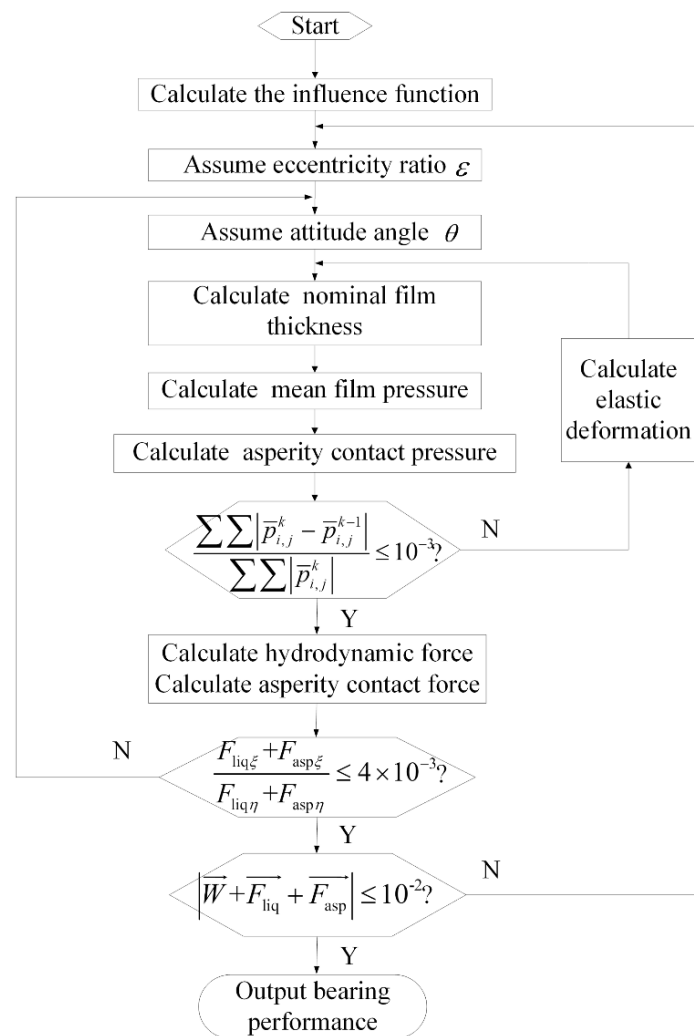 Start
Calculate the influence function
Assume eccentricity ratio ε
Assume attitude angle θ
Calculate nominal film
thickness
Calculate mean film pressure
Calculate asperity contact pressure
Calculate
elastic
deformation
∑∑|p̅ᵏᵢ,ⱼ − p̅ᵏ⁻¹ᵢ,ⱼ| / ∑∑|p̅ᵏᵢ,ⱼ| ≤ 10⁻³?
N
Y
Calculate hydrodynamic force
Calculate asperity contact force
N
(F_liqξ + F_aspξ) / (F_liqη + F_aspη) ≤ 4×10⁻³?
Y
|W⃗ + F⃗_liq + F⃗_asp| ≤ 10⁻²?
N
Y
Output bearing
performance